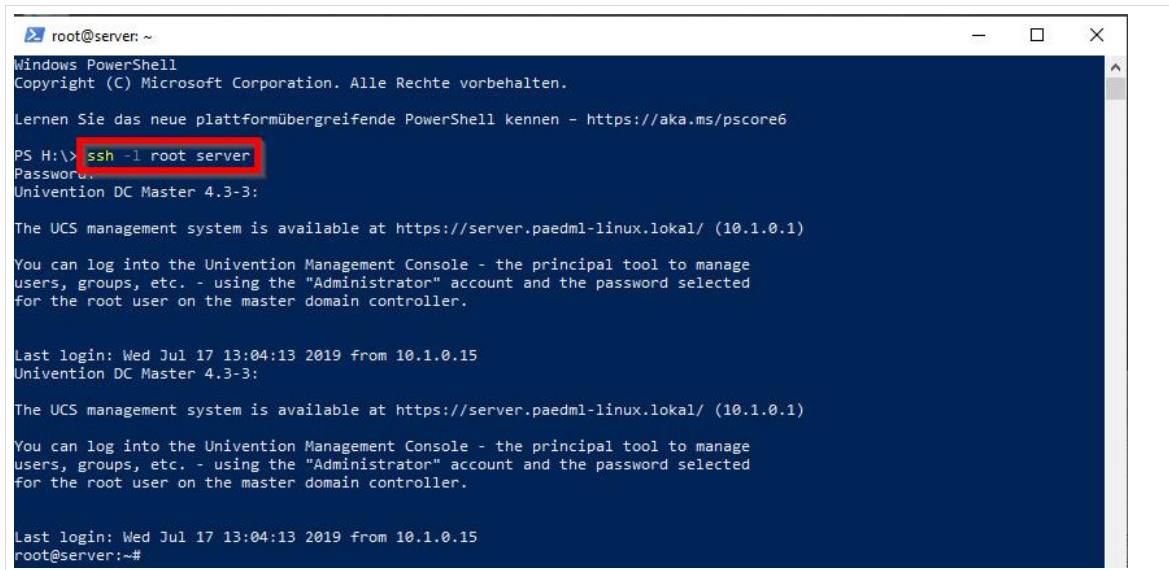 root@server: ~
Windows PowerShell
Copyright (C) Microsoft Corporation. Alle Rechte vorbehalten.
Lernen Sie das neue plattformübergreifende PowerShell kennen – https://aka.ms/pscore6
PS H:\> ssh -l root server
Password:
Univention DC Master 4.3-3:
The UCS management system is available at https://server.paedml-linux.lokal/ (10.1.0.1)
You can log into the Univention Management Console - the principal tool to manage
users, groups, etc. - using the "Administrator" account and the password selected
for the root user on the master domain controller.
Last login: Wed Jul 17 13:04:13 2019 from 10.1.0.15
Univention DC Master 4.3-3:
The UCS management system is available at https://server.paedml-linux.lokal/ (10.1.0.1)
You can log into the Univention Management Console - the principal tool to manage
users, groups, etc. - using the "Administrator" account and the password selected
for the root user on the master domain controller.
Last login: Wed Jul 17 13:04:13 2019 from 10.1.0.15
root@server:~#